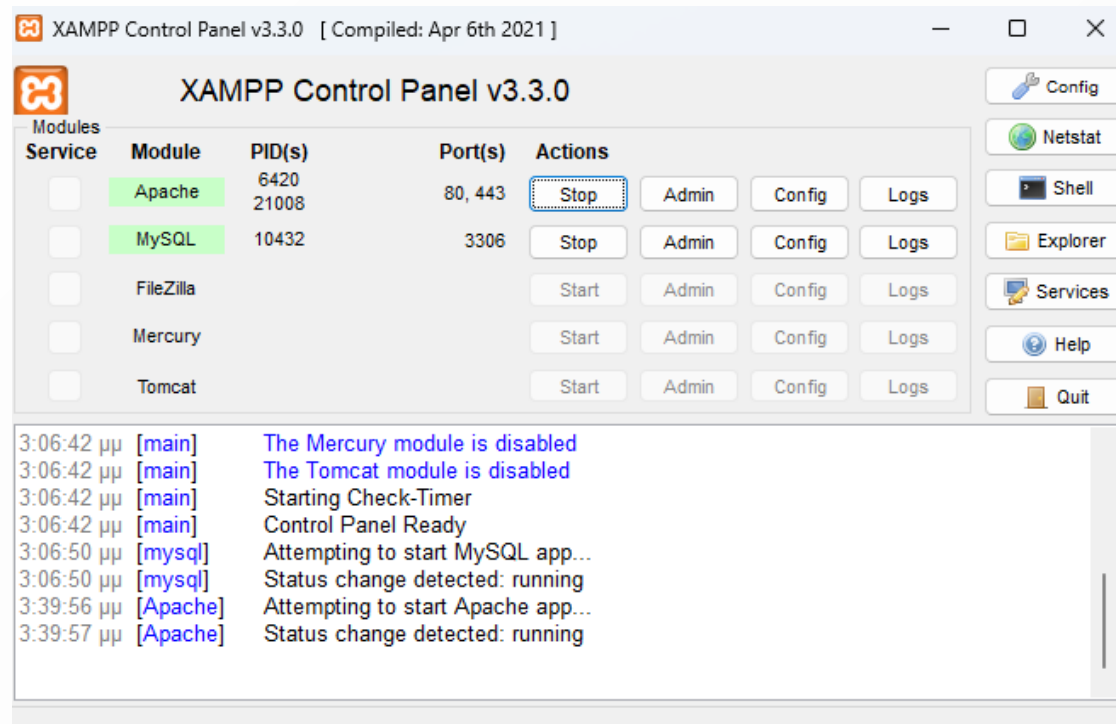 XAMPP Control Panel v3.3.0 [ Compiled: Apr 6th 2021 ]
XAMPP Control Panel v3.3.0
Config
Modules
Netstat
Service Module PID(s) Port(s) Actions
Apache 6420 21008 80, 443 Stop Admin Config Logs
Shell
MySQL 10432 3306 Stop Admin Config Logs
Explorer
FileZilla Start Admin Config Logs
Services
Mercury Start Admin Config Logs
Help
Tomcat Start Admin Config Logs
Quit
3:06:42 μμ [main] The Mercury module is disabled
3:06:42 μμ [main] The Tomcat module is disabled
3:06:42 μμ [main] Starting Check-Timer
3:06:42 μμ [main] Control Panel Ready
3:06:50 μμ [mysql] Attempting to start MySQL app...
3:06:50 μμ [mysql] Status change detected: running
3:39:56 μμ [Apache] Attempting to start Apache app...
3:39:57 μμ [Apache] Status change detected: running